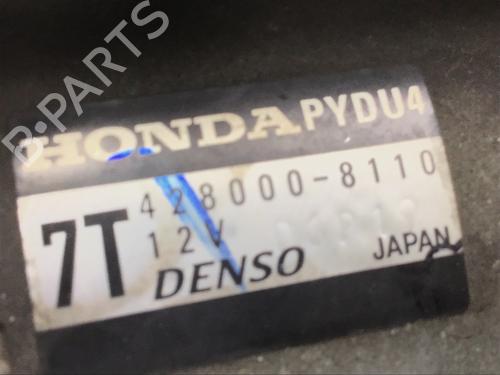 HONDA PYDU4
7T 428000-8110
12V
DENSO JAPAN
B-PARTS